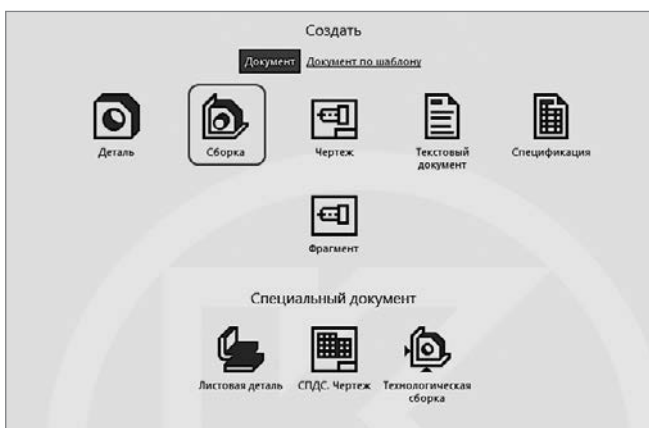 Создать
Документ Документ по шаблону
Деталь Сборка Чертеж Текстовый документ Спецификация
Фрагмент
Специальный документ
Листовая деталь СПДС. Чертеж Технологическая сборка